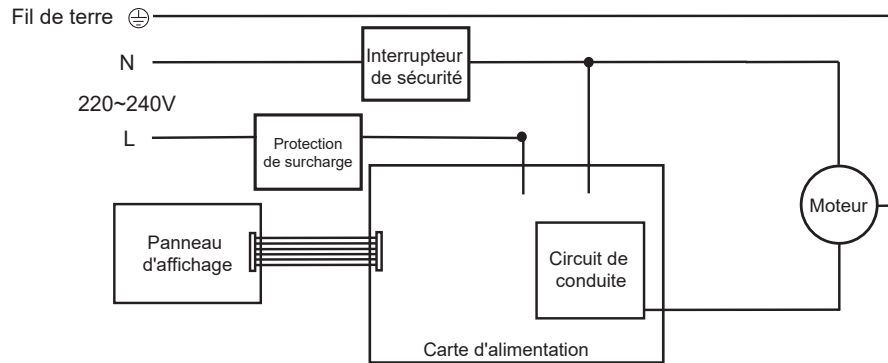 Fil de terre
N
Interrupteur
de sécurité
220~240V
L
Protection
de surcharge
Moteur
Panneau
d'affichage
Circuit de
conduite
Carte d'alimentation